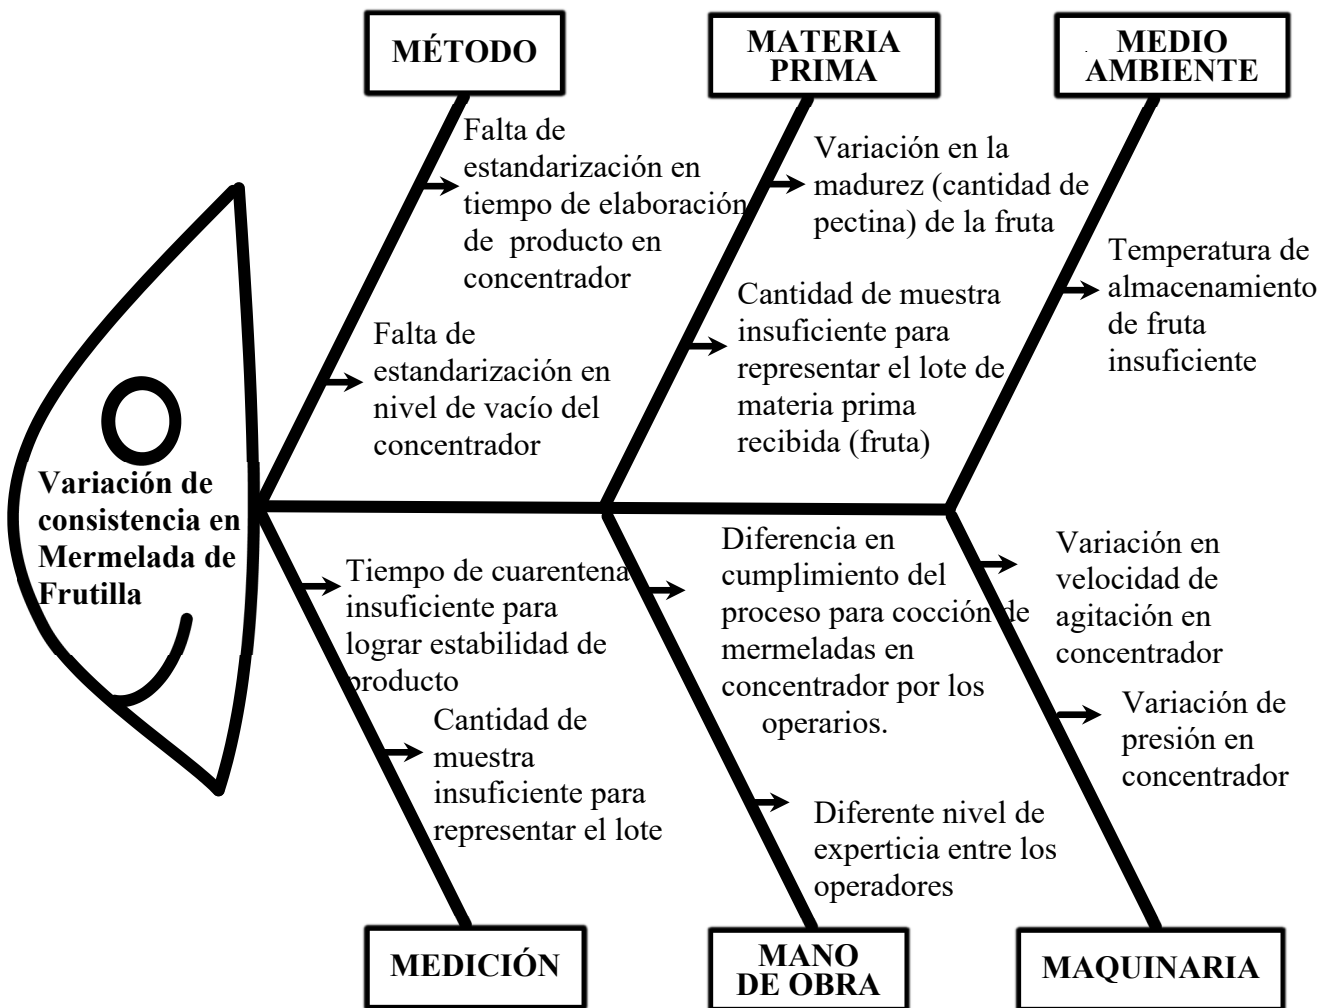 MÉTODO
MATERIA
PRIMA
MEDIO
AMBIENTE
Falta de
estandarización en
tiempo de elaboración
de producto en
concentrador
Falta de
estandarización en
nivel de vacío del
concentrador
Variación en la
madurez (cantidad de
pectina) de la fruta
Cantidad de muestra
insuficiente para
representar el lote de
materia prima
recibida (fruta)
Temperatura de
almacenamiento
de fruta
insuficiente
Variación de
consistencia en
Mermelada de
Frutilla
Tiempo de cuarentena
insuficiente para
lograr estabilidad de
producto
Cantidad de
muestra
insuficiente para
representar el lote
Diferencia en
cumplimiento del
proceso para cocción de
mermeladas en
concentrador por los
operarios.
Diferente nivel de
experticia entre los
operadores
Variación en
velocidad de
agitación en
concentrador
Variación de
presión en
concentrador
MEDICIÓN
MANO
DE OBRA
MAQUINARIA